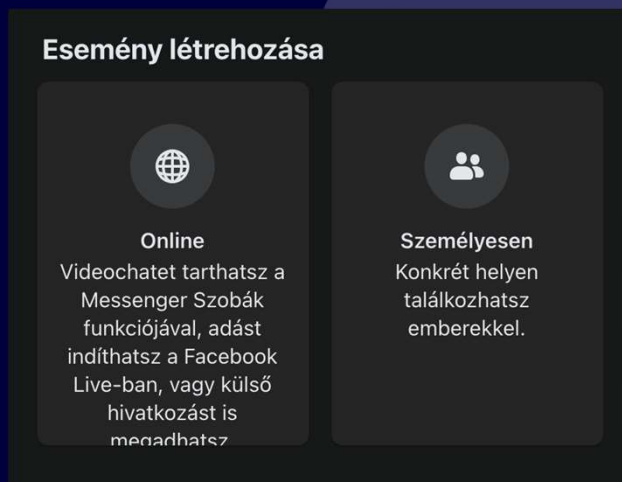 Esemény létrehozása
Online
Videochatet tarthatsz a
Messenger Szobák
funkciójával, adást
indíthatsz a Facebook
Live-ban, vagy külső
hivatkozást is
megadhatsz
Személyesen
Konkrét helyen
találkozhatsz
emberekkel.